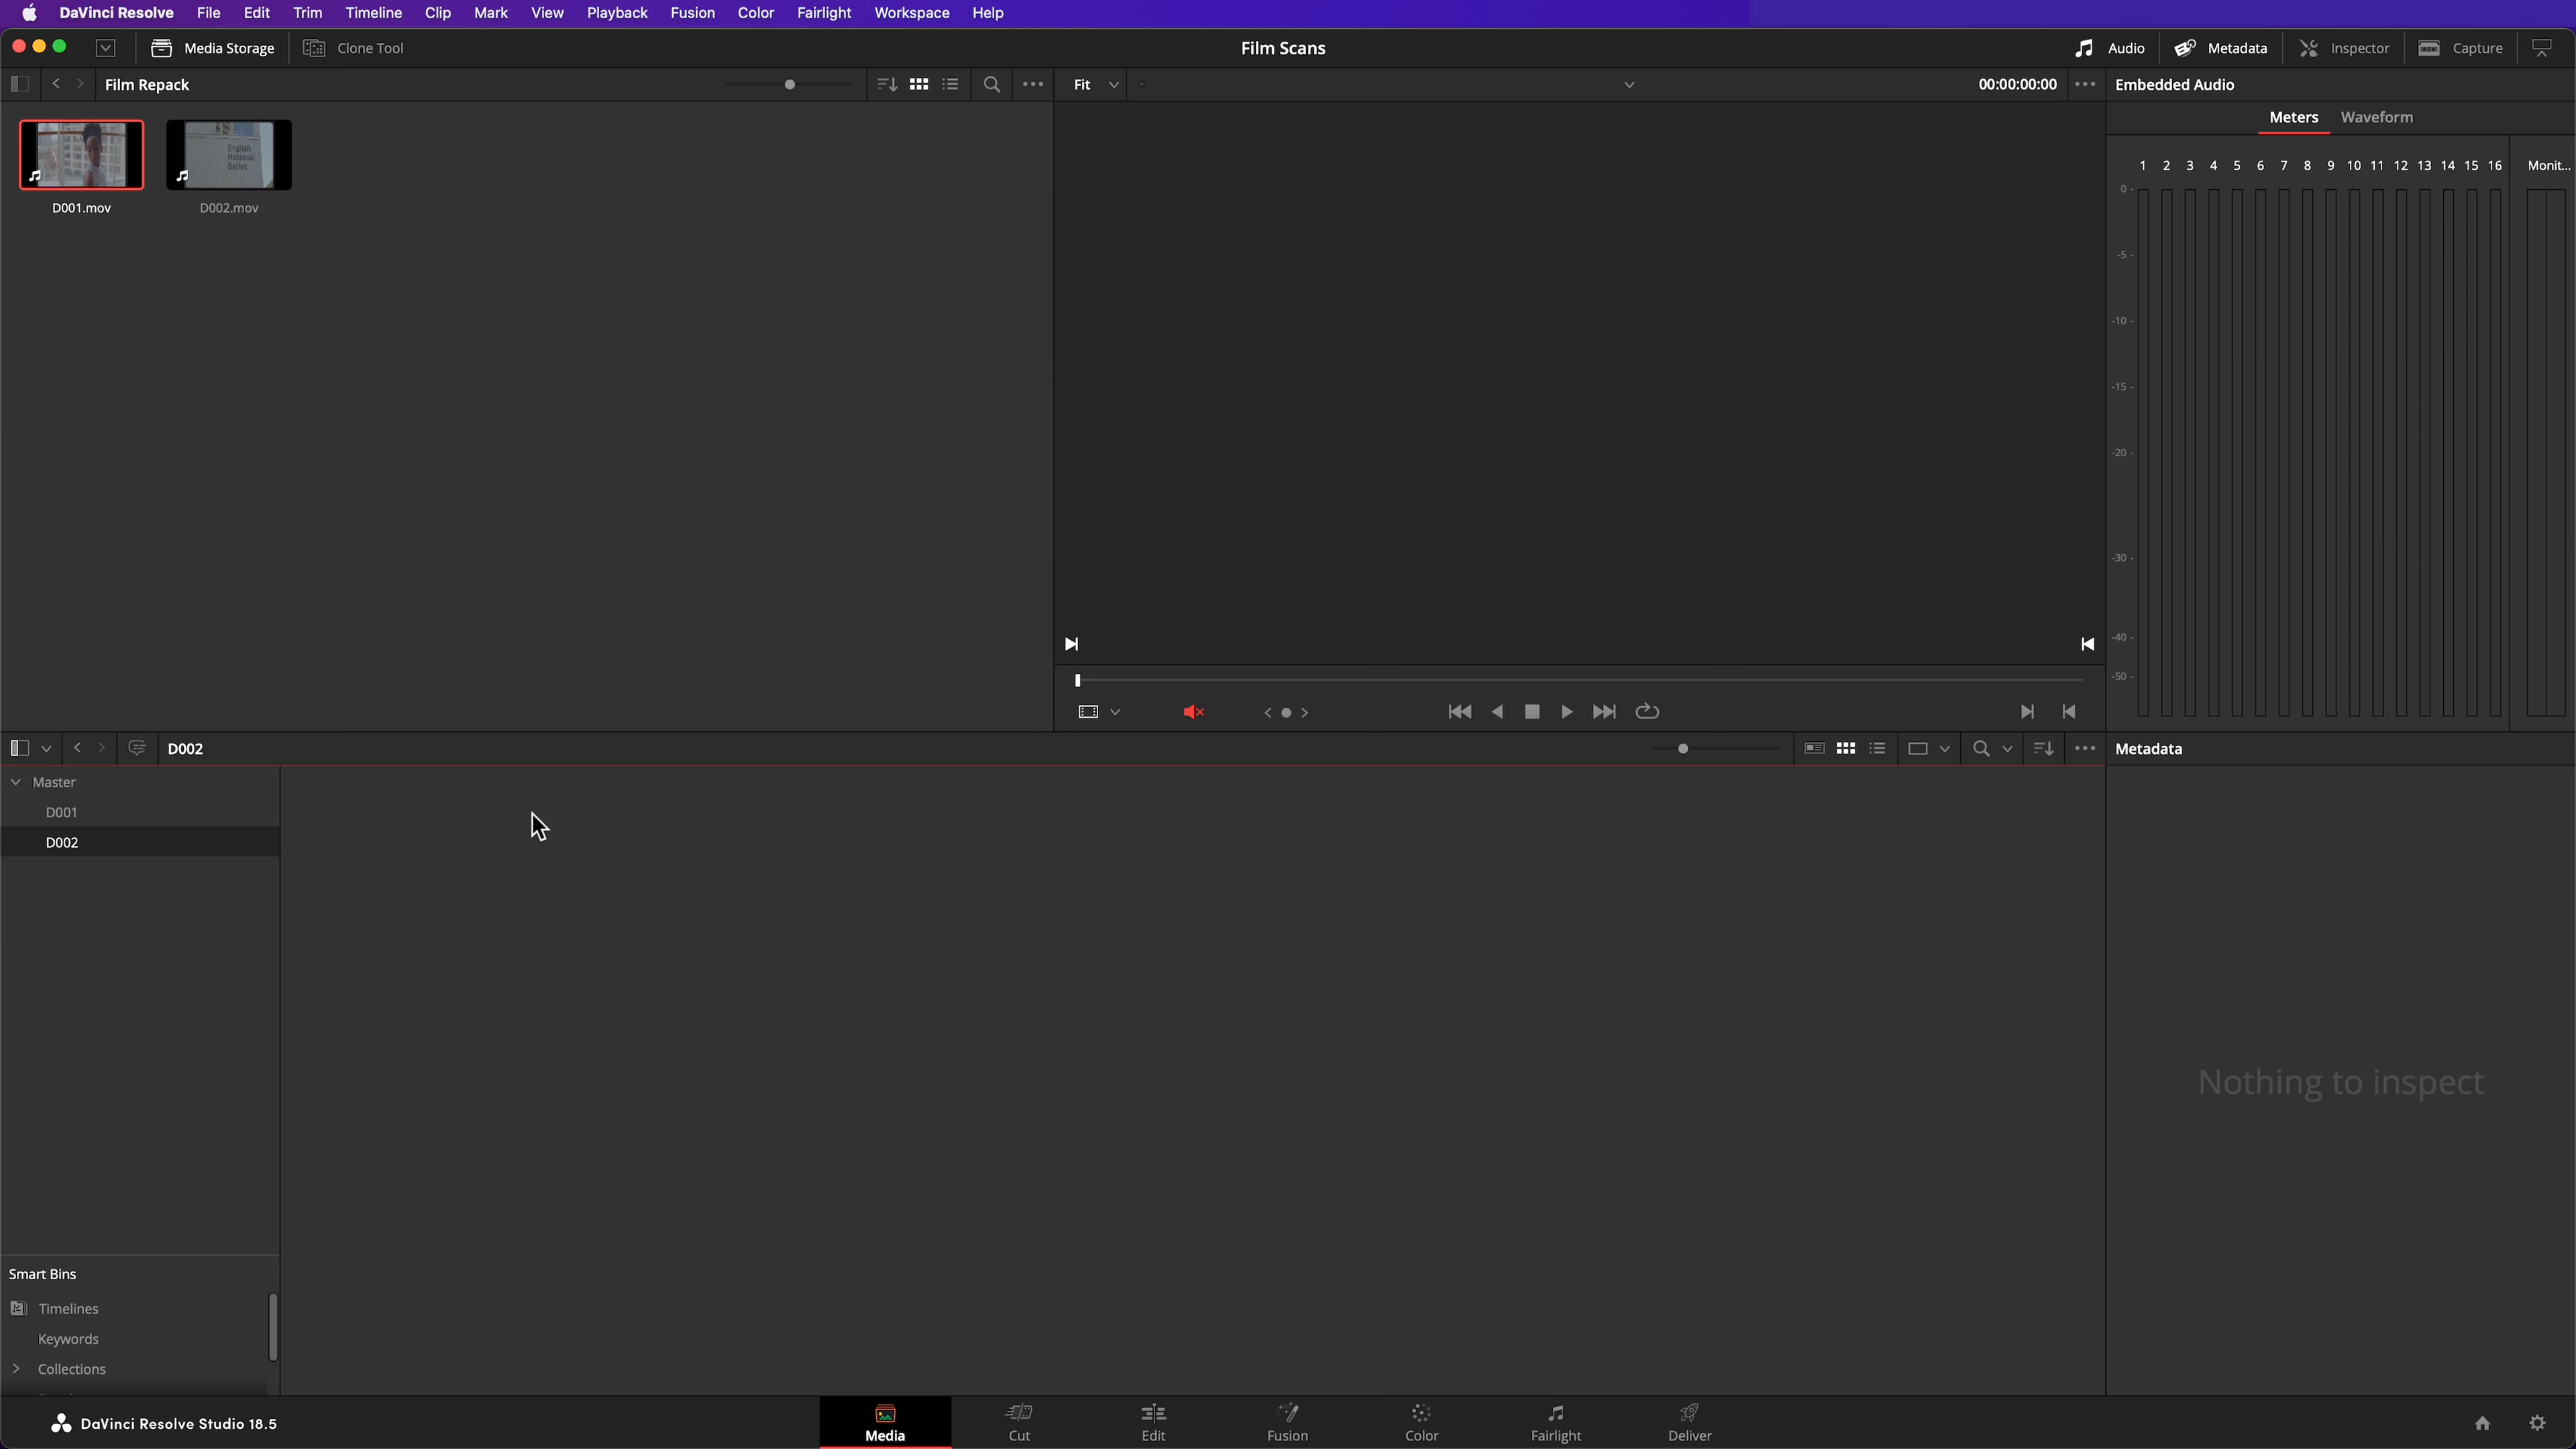 DaVinci Resolve File Edit Trim Timeline Clip Mark View Playback Fusion Color Fairlight Workspace Help
Media Storage Clone Tool Film Scans Audio Metadata Inspector Capture
Film Repack Fit 00:00:00:00 Embedded Audio
Meters Waveform
English
National
Ballet
D001.mov D002.mov
1 2 3 4 5 6 7 8 9 10 11 12 13 14 15 16 Monit...
0 -
-5 -
-10 -
-15 -
-20 -
-30 -
-40 -
-50 -
D002 Metadata
Master
D001
D002
Nothing to inspect
Smart Bins
Timelines
Keywords
Collections
DaVinci Resolve Studio 18.5 Media Cut Edit Fusion Color Fairlight Deliver